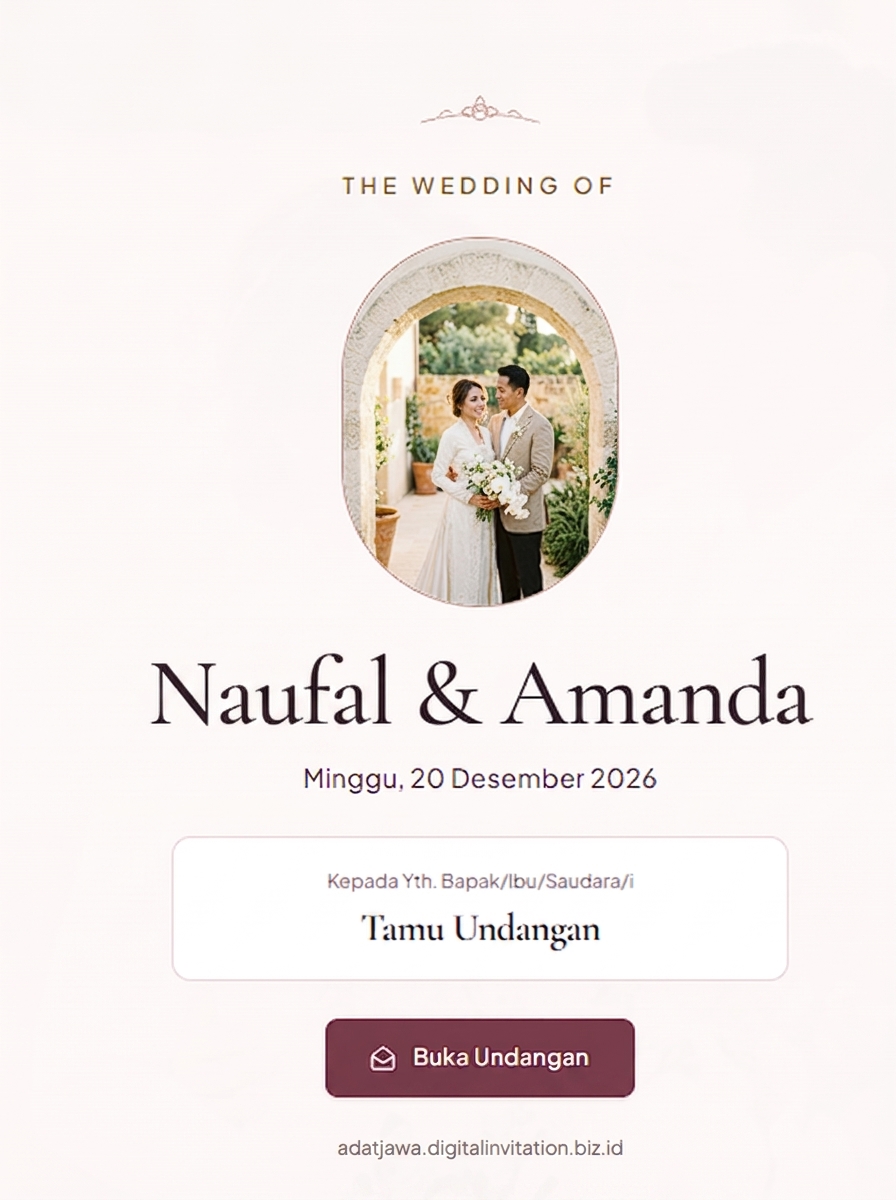 THE WEDDING OF
Naufal & Amanda
Minggu, 20 Desember 2026
Kepada Yth. Bapak/Ibu/Saudara/i
Tamu Undangan
Buka Undangan
adatjawa.digitalinvitation.biz.id